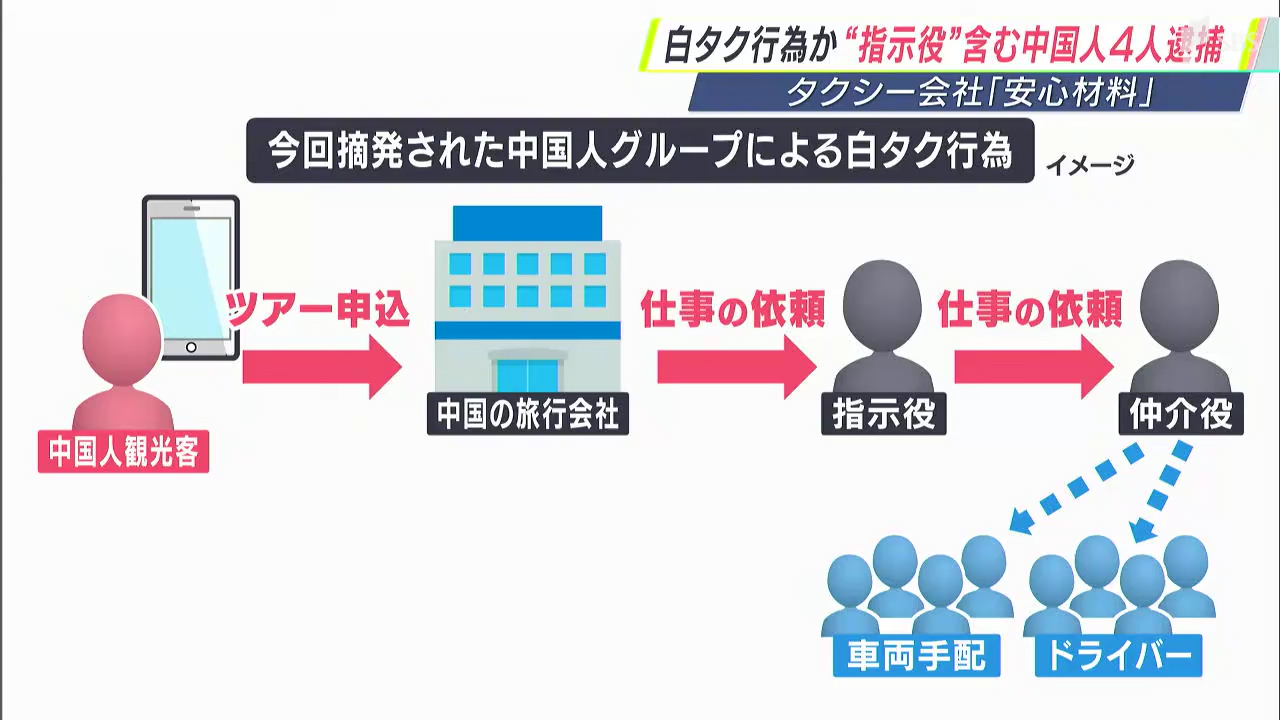 白タク行為か“指示役”含む中国人4人逮捕
タクシー会社「安心材料」
今回摘発された中国人グループによる白タク行為
イメージ
ツアー申込
仕事の依頼
仕事の依頼
中国人観光客
中国の旅行会社
指示役
仲介役
車両手配
ドライバー